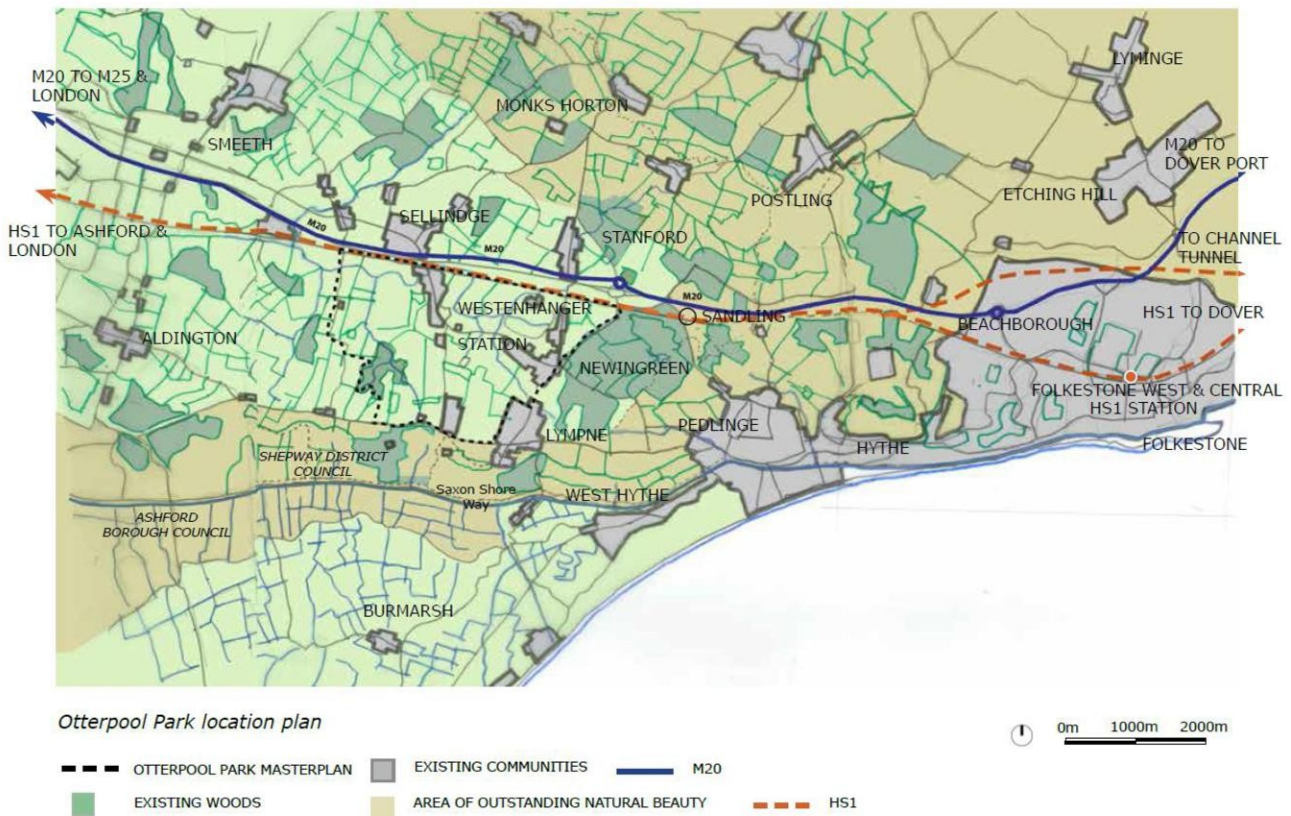 LYMINGE
M20 TO M25 &
LONDON
MONKS HORTON
SMEETH
M20 TO
DOVER PORT
POSTLING
ETCHING HILL
SELLINDGE
M20
HS1 TO ASHFORD &
LONDON
STANFORD
M20
TO CHANNEL
TUNNEL
M20
WESTENHANGER
STATION
SANDLING
HS1 TO DOVER
BEACHBOROUGH
ALDINGTON
NEWINGREEN
FOLKESTONE WEST & CENTRAL
HS1 STATION
PEDLINGE
LYMPNE
HYTHE
FOLKESTONE
SHEPWAY DISTRICT
COUNCIL
Saxon Shore
Way
WEST HYTHE
ASHFORD
BOROUGH COUNCIL
BURMARSH
Otterpool Park location plan
0m 1000m 2000m
OTTERPOOL PARK MASTERPLAN
EXISTING COMMUNITIES
M20
EXISTING WOODS
AREA OF OUTSTANDING NATURAL BEAUTY
HS1